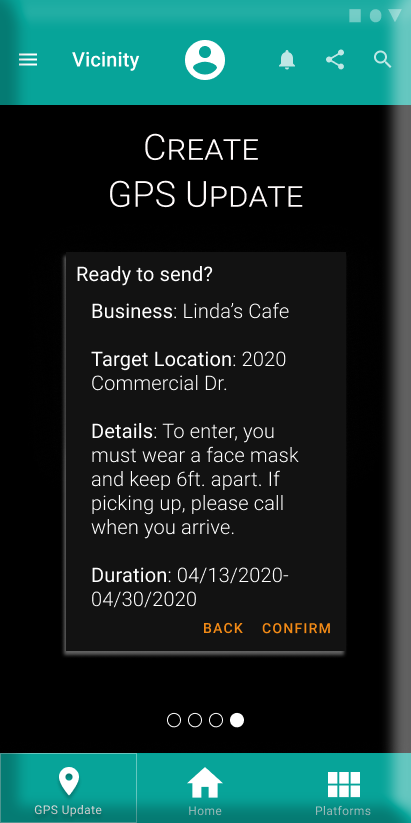 Vicinity
CREATE
GPS UPDATE
Ready to send?
Business: Linda's Cafe
Target Location: 2020
Commercial Dr.
Details: To enter, you
must wear a face mask
and keep 6ft. apart. If
picking up, please call
when you arrive.
Duration: 04/13/2020-
04/30/2020
BACK CONFIRM
GPS Update Home Platforms